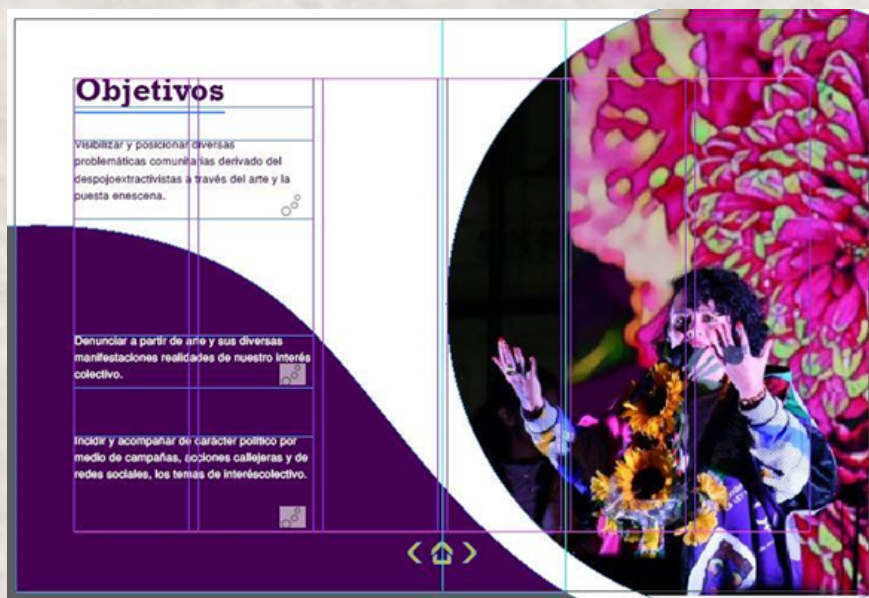 Objetivos
Visibilizar y posicionar diversas
problemáticas comunitarias derivado del
despojoextractivistas a través del arte y la
puesta enescena.
Denunciar a partir de arte y sus diversas
manifestaciones realidades de nuestro interés
colectivo.
Incidir y acompañar de carácter político por
medio de campañas, acciones callejeras y de
redes sociales, los temas de interéscolectivo.